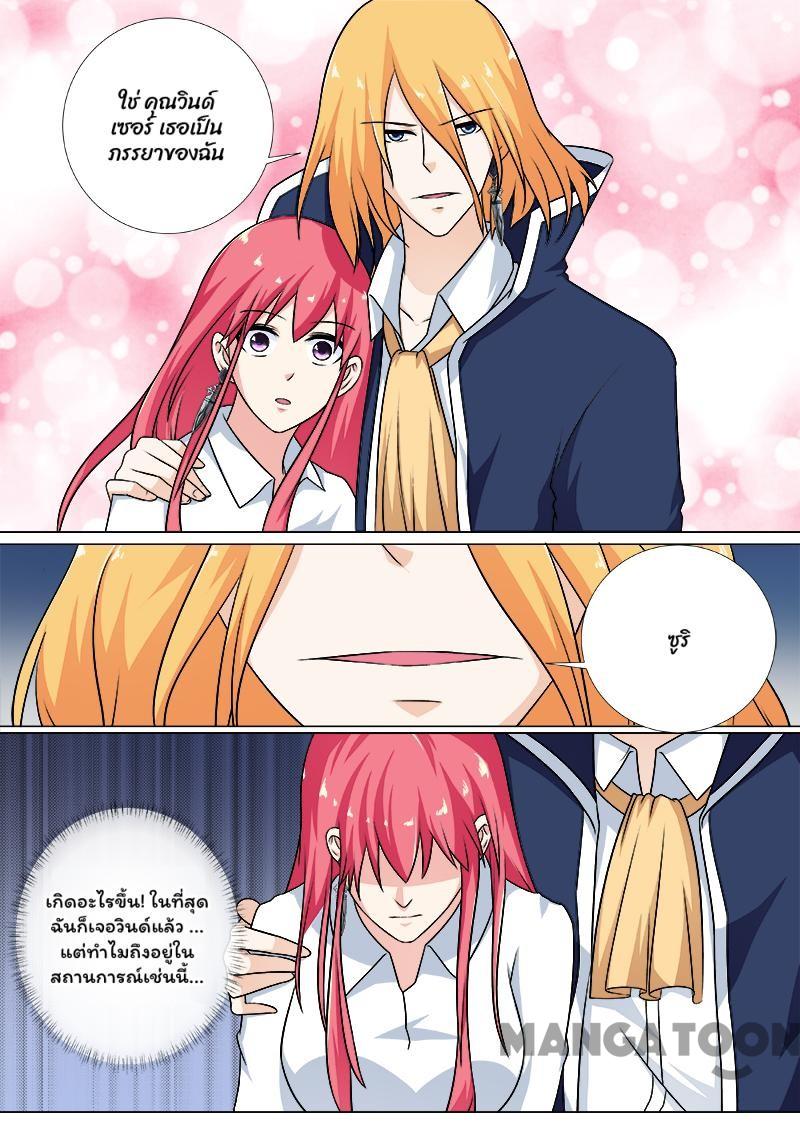 ใช่ คุณวินด์
เซอร์ เธอเป็น
ภรรยาของฉัน
ซูริ
เกิดอะไรขึ้น! ในที่สุด
ฉันก็เจอวินด์แล้ว ...
แต่ทำไมถึงอยู่ใน
สถานการณ์เช่นนี้...
MANGATOON